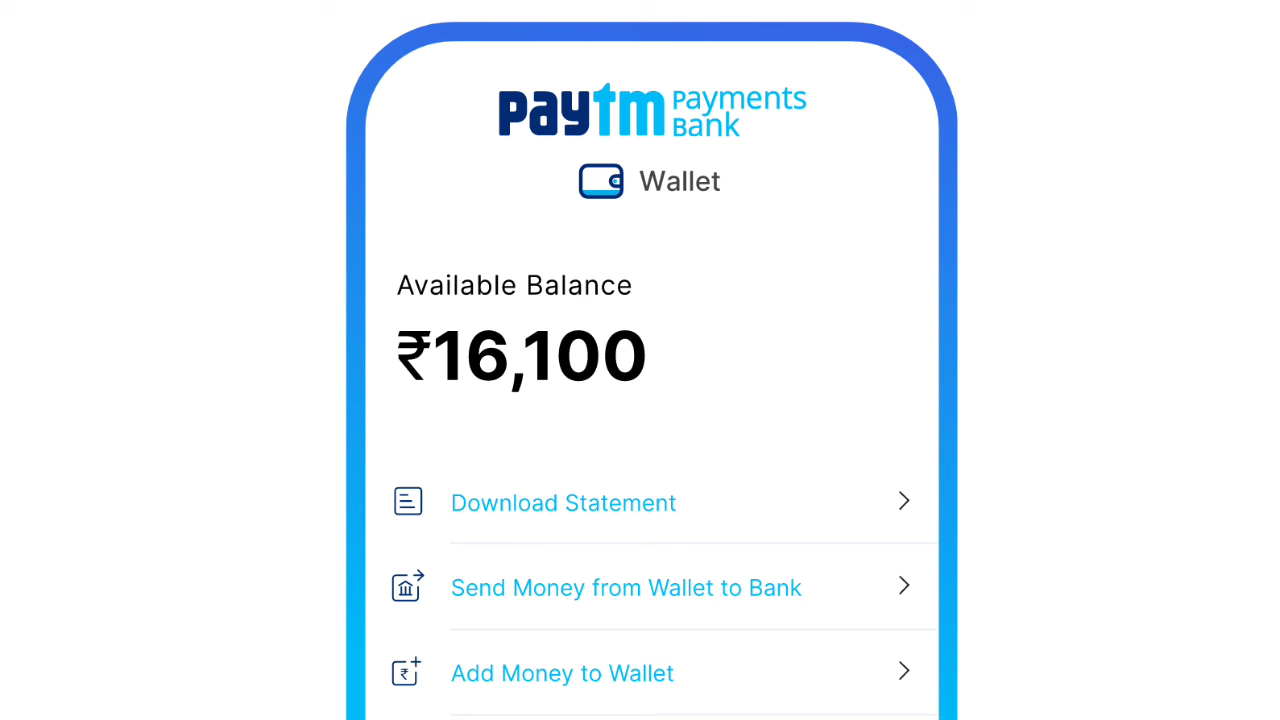 paytm Payments
Bank
Wallet
Available Balance
₹16,100
Download Statement
Send Money from Wallet to Bank
₹
Add Money to Wallet